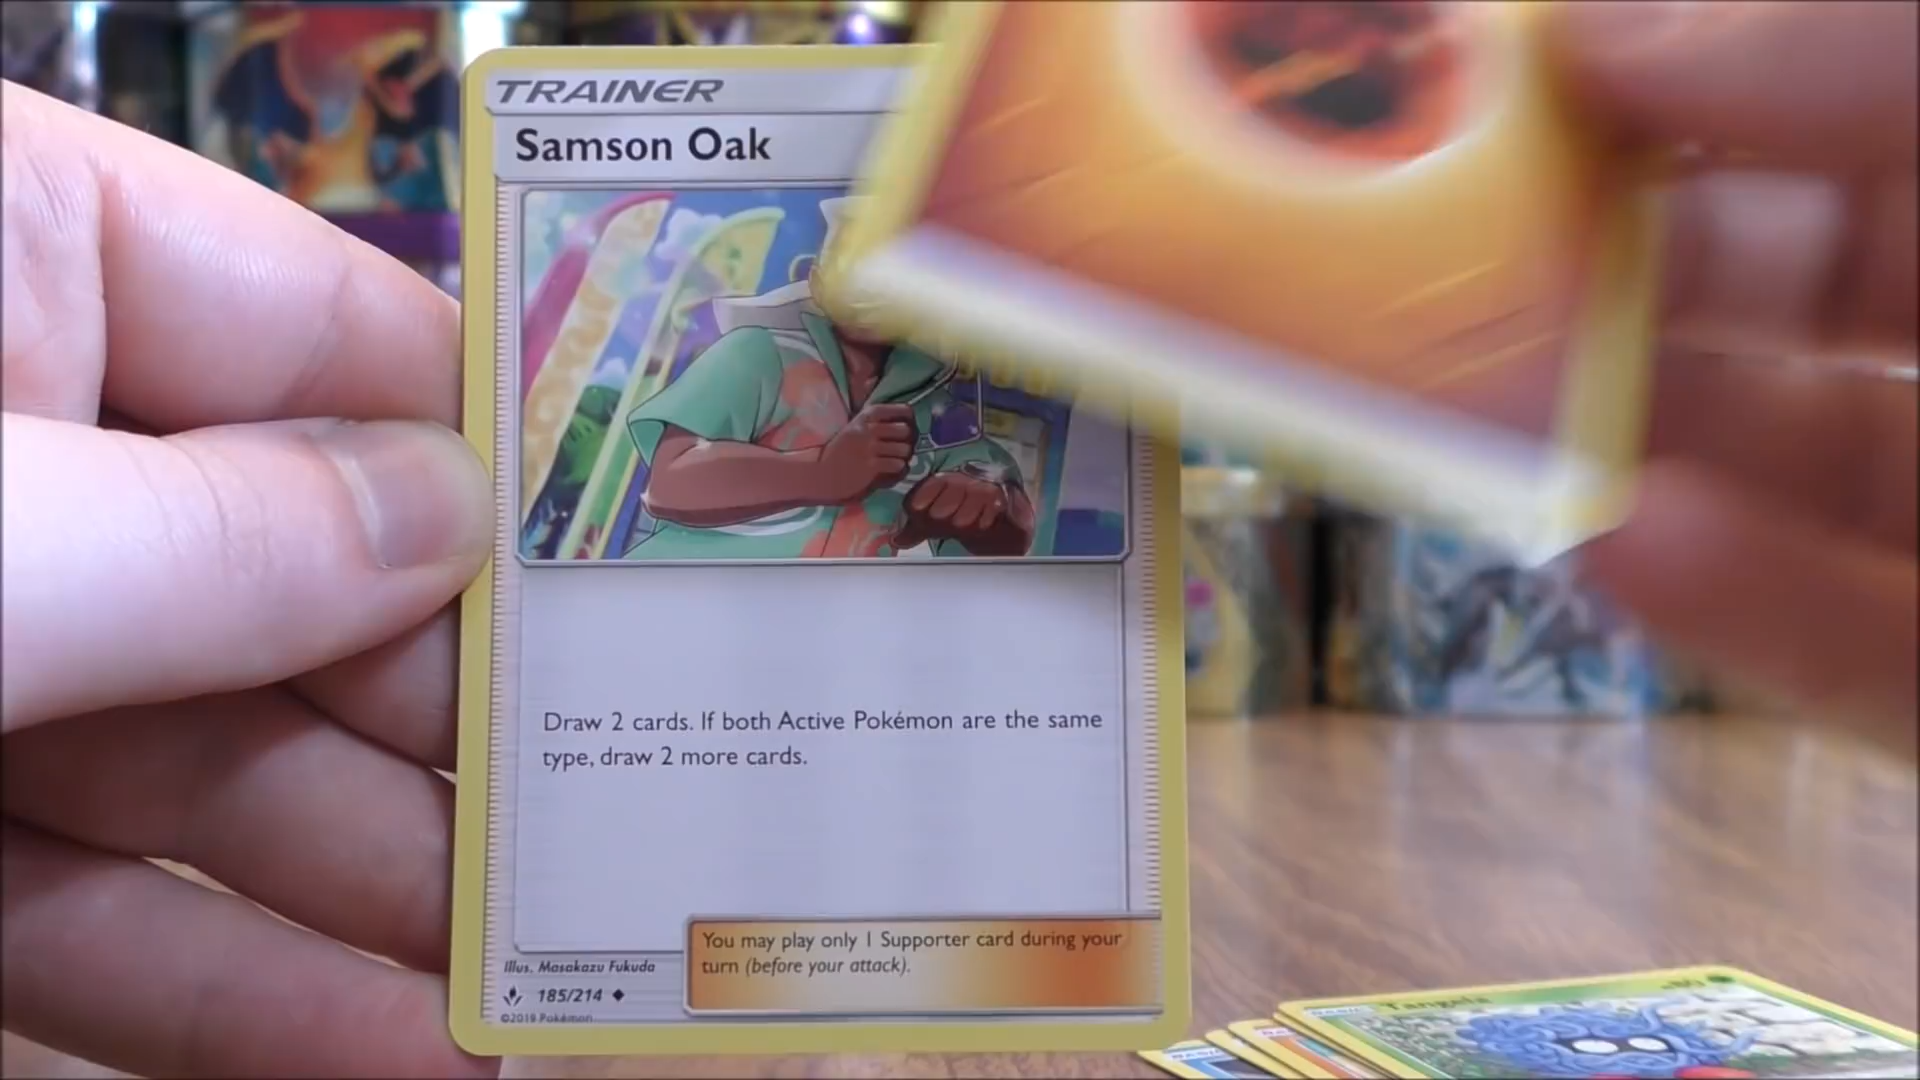 TRAINER
Samson Oak
Draw 2 cards. If both Active Pokémon are the same
type, draw 2 more cards.
You may play only 1 Supporter card during your
turn (before your attack).
Illus. Masakazu Fukuda
185/214
©2019 Pokémon
Tangela
BASIC